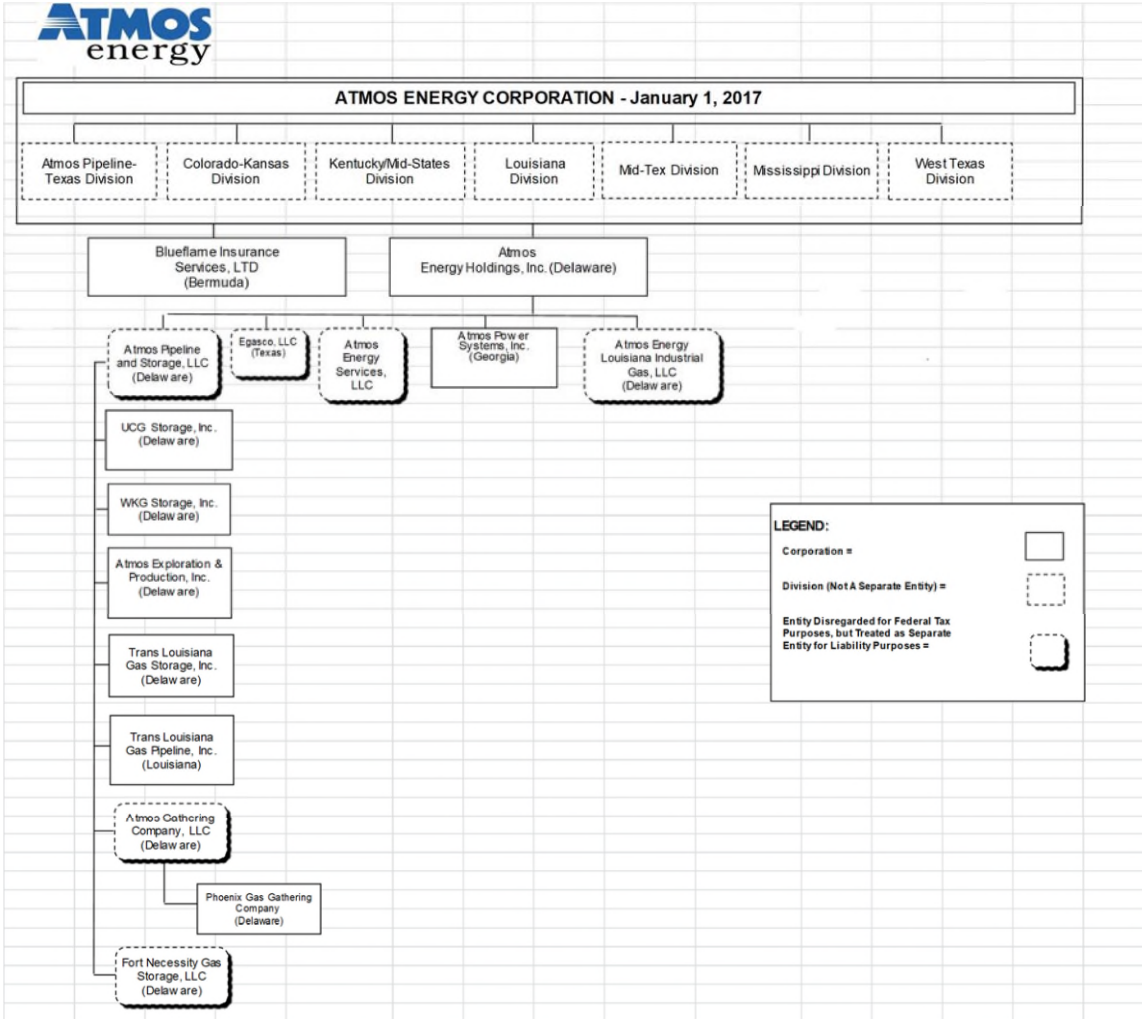 ATMOS
energy
ATMOS ENERGY CORPORATION - January 1, 2017
Atmos Pipeline-
Texas Division
Colorado-Kansas
Division
Kentucky/Mid-States
Division
Louisiana
Division
Mid-Tex Division
Mississippi Division
West Texas
Division
Blueflame Insurance
Services, LTD
(Bermuda)
Atmos
Energy Holdings, Inc. (Delaware)
Atmos Pipeline
and Storage, LLC
(Delaware)
Egasco, LLC
(Texas)
Atmos
Energy
Services,
LLC
Atmos Power
Systems, Inc.
(Georgia)
Atmos Energy
Louisiana Industrial
Gas, LLC
(Delaware)
UCG Storage, Inc.
(Delaware)
WKG Storage, Inc.
(Delaware)
Atmos Exploration &
Production, Inc.
(Delaware)
Trans Louisiana
Gas Storage, Inc.
(Delaware)
Trans Louisiana
Gas Pipeline, Inc.
(Louisiana)
Atmos Gathering
Company, LLC
(Delaware)
Phoenix Gas Gathering
Company
(Delaware)
Fort Necessity Gas
Storage, LLC
(Delaware)
LEGEND:
Corporation =
Division (Not A Separate Entity) =
Entity Disregarded for Federal Tax
Purposes, but Treated as Separate
Entity for Liability Purposes =